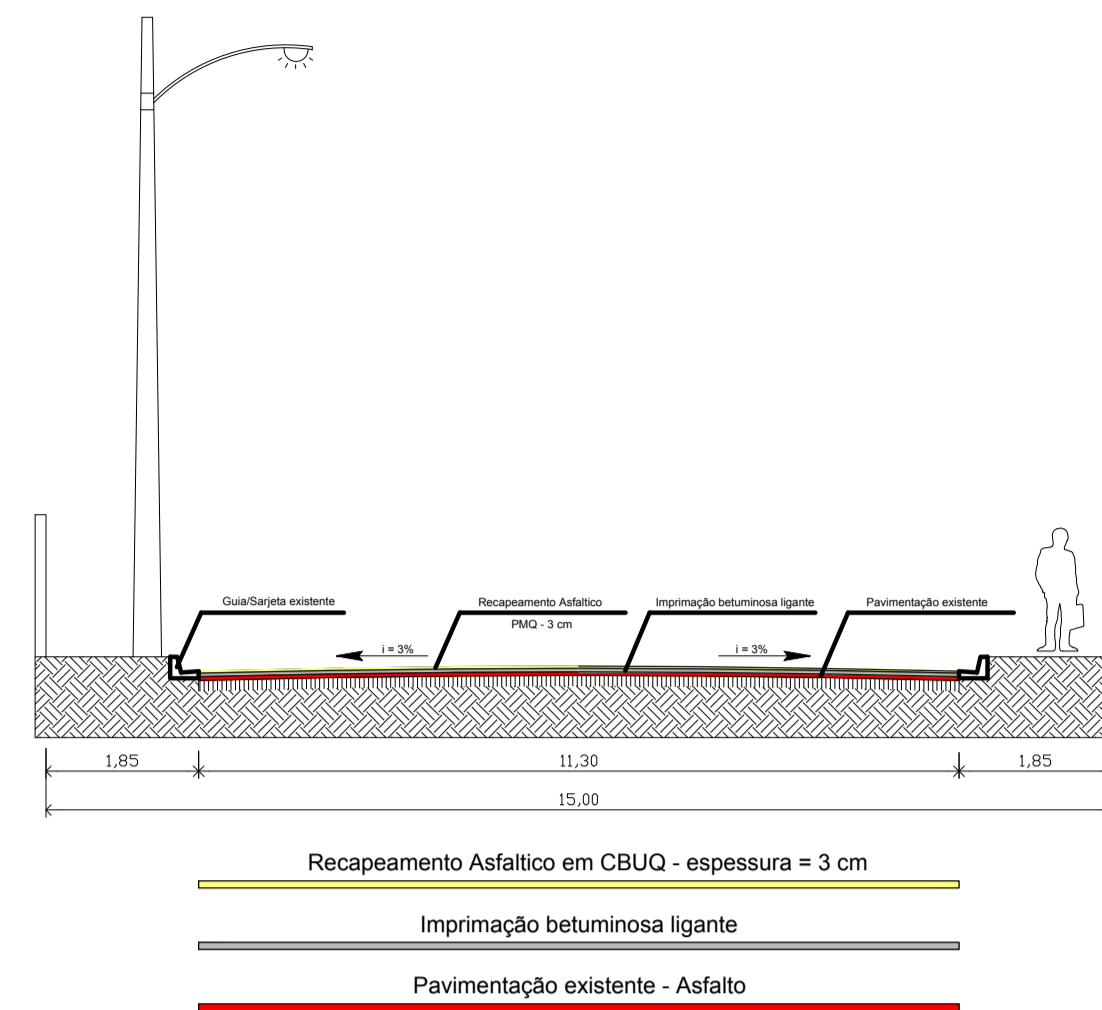 Guia/Sarjeta existente
Recapeamento Asfaltico
PMQ - 3 cm
Imprimação betuminosa ligante
Pavimentação existente
i = 3%
i = 3%
1,85
11,30
1,85
15,00
Recapeamento Asfaltico em CBUQ - espessura = 3 cm
Imprimação betuminosa ligante
Pavimentação existente - Asfalto